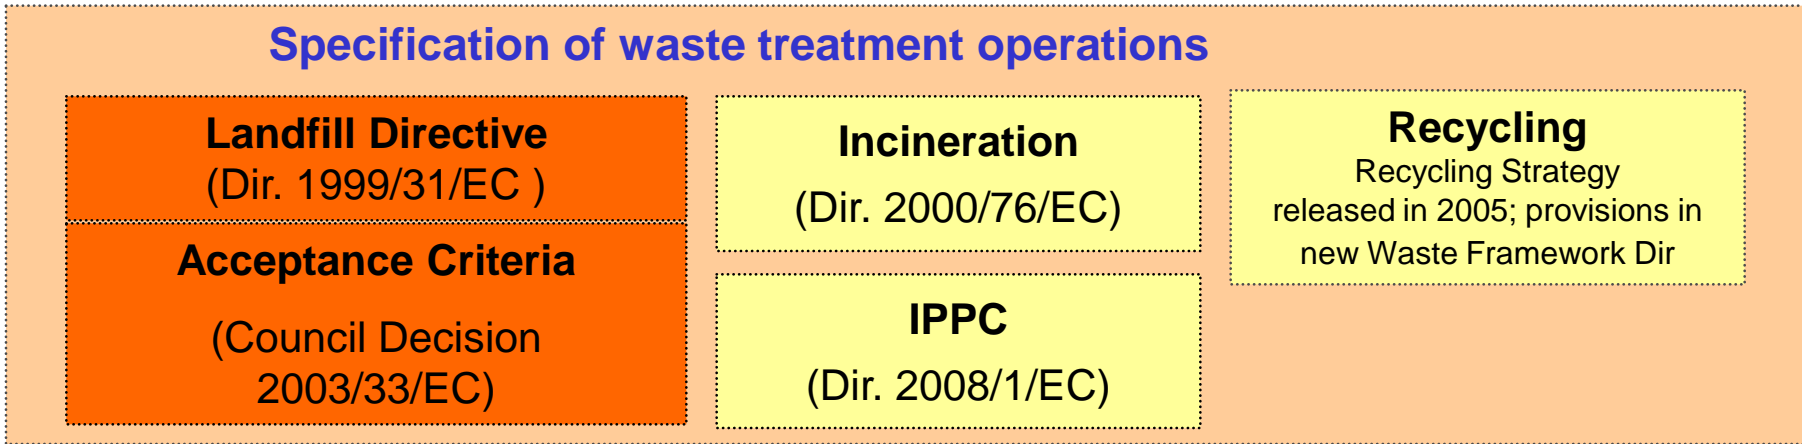 Specification of waste treatment operations
Landfill Directive
(Dir. 1999/31/EC )
Acceptance Criteria
(Council Decision
2003/33/EC)
Incineration
(Dir. 2000/76/EC)
IPPC
(Dir. 2008/1/EC)
Recycling
Recycling Strategy
released in 2005; provisions in
new Waste Framework Dir